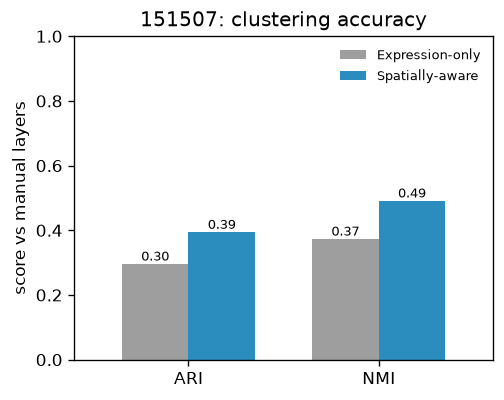 151507: clustering accuracy
score vs manual layers
1.0
0.8
0.6
0.4
0.2
0.0
Expression-only
Spatially-aware
0.30
0.39
0.37
0.49
ARI
NMI